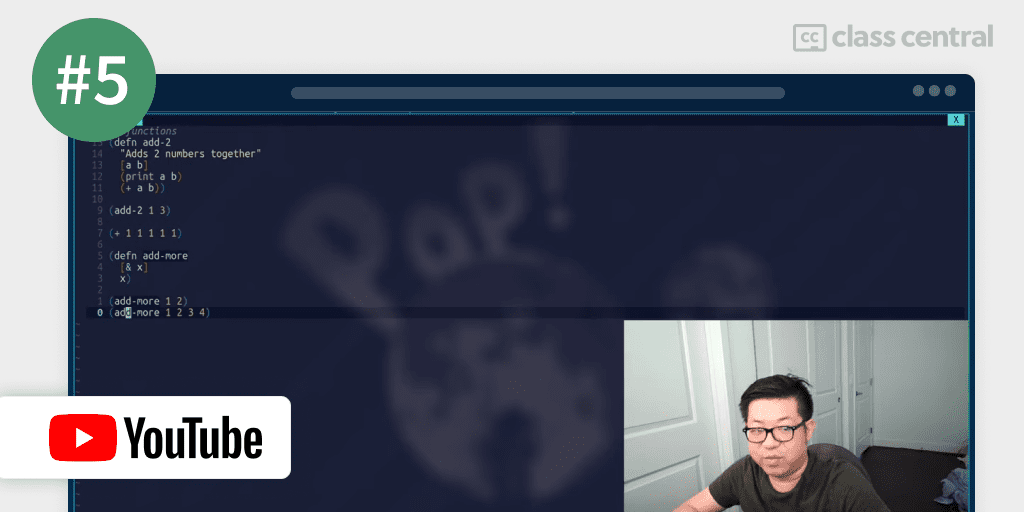 #5
cc class central
X
functions
13 (defn add-2
14 "Adds 2 numbers together"
13 [a b]
12 (print a b)
11 (+ a b))
10
9 (add-2 1 3)
8
7 (+ 1 1 1 1 1)
6
5 (defn add-more
4 [& x]
3 x)
2
1 (add-more 1 2)
0 (add-more 1 2 3 4)
Pop!
YouTube